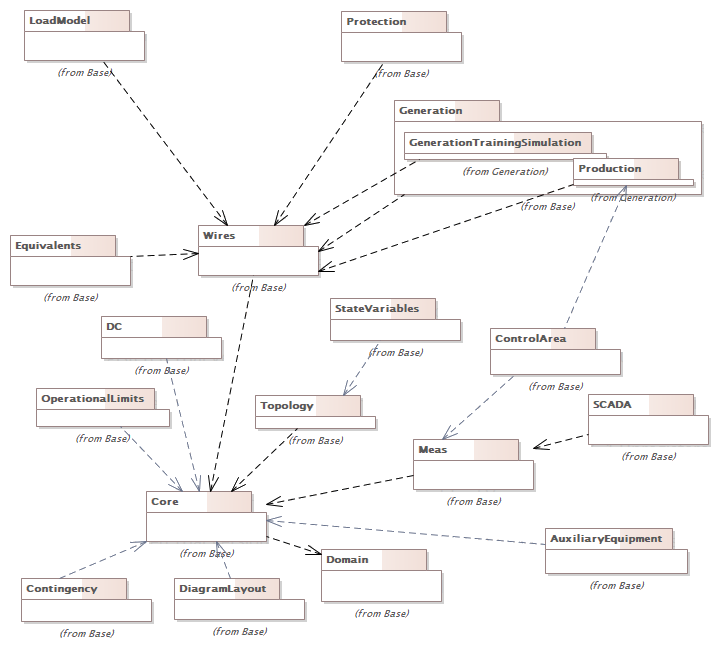 LoadModel
(from Base)
Protection
(from Base)
Generation
GenerationTrainingSimulation
(from Generation)
Production
(from Generation)
(from Base)
Wires
(from Base)
Equivalents
(from Base)
DC
(from Base)
StateVariables
(from Base)
ControlArea
(from Base)
OperationalLimits
(from Base)
Topology
(from Base)
SCADA
(from Base)
Meas
(from Base)
Core
(from Base)
AuxiliaryEquipment
(from Base)
Domain
(from Base)
Contingency
(from Base)
DiagramLayout
(from Base)